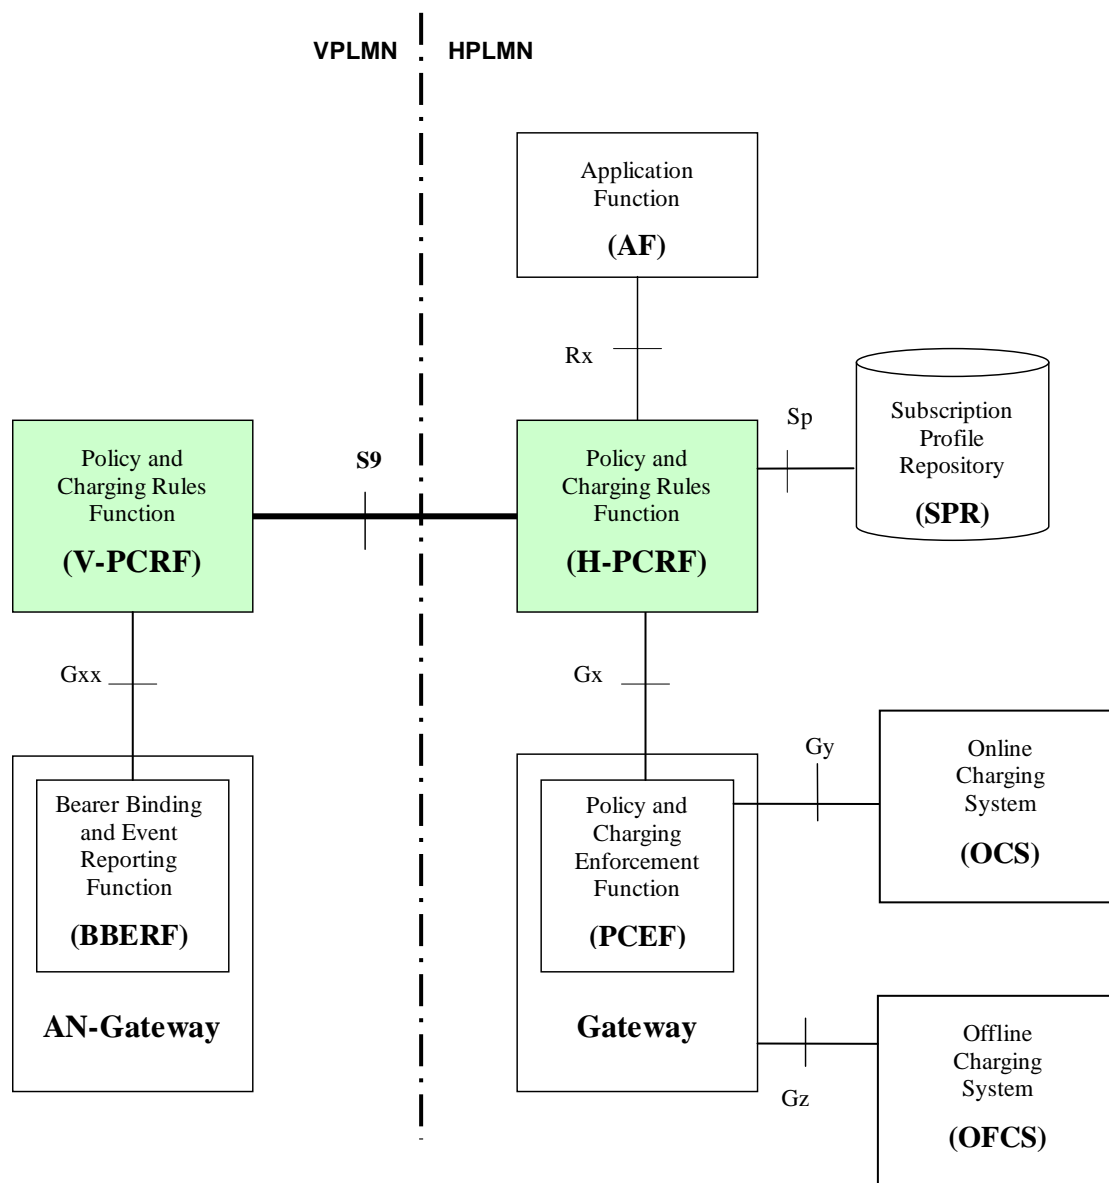 VPLMN
HPLMN
Application
Function
(AF)
Rx
Sp
Subscription
Profile
Repository
(SPR)
Policy and
Charging Rules
Function
(V-PCRF)
S9
Policy and
Charging Rules
Function
(H-PCRF)
Gxx
Gx
Bearer Binding
and Event
Reporting
Function
(BBERF)
AN-Gateway
Policy and
Charging
Enforcement
Function
(PCEF)
Gateway
Gy
Online
Charging
System
(OCS)
Gz
Offline
Charging
System
(OFCS)